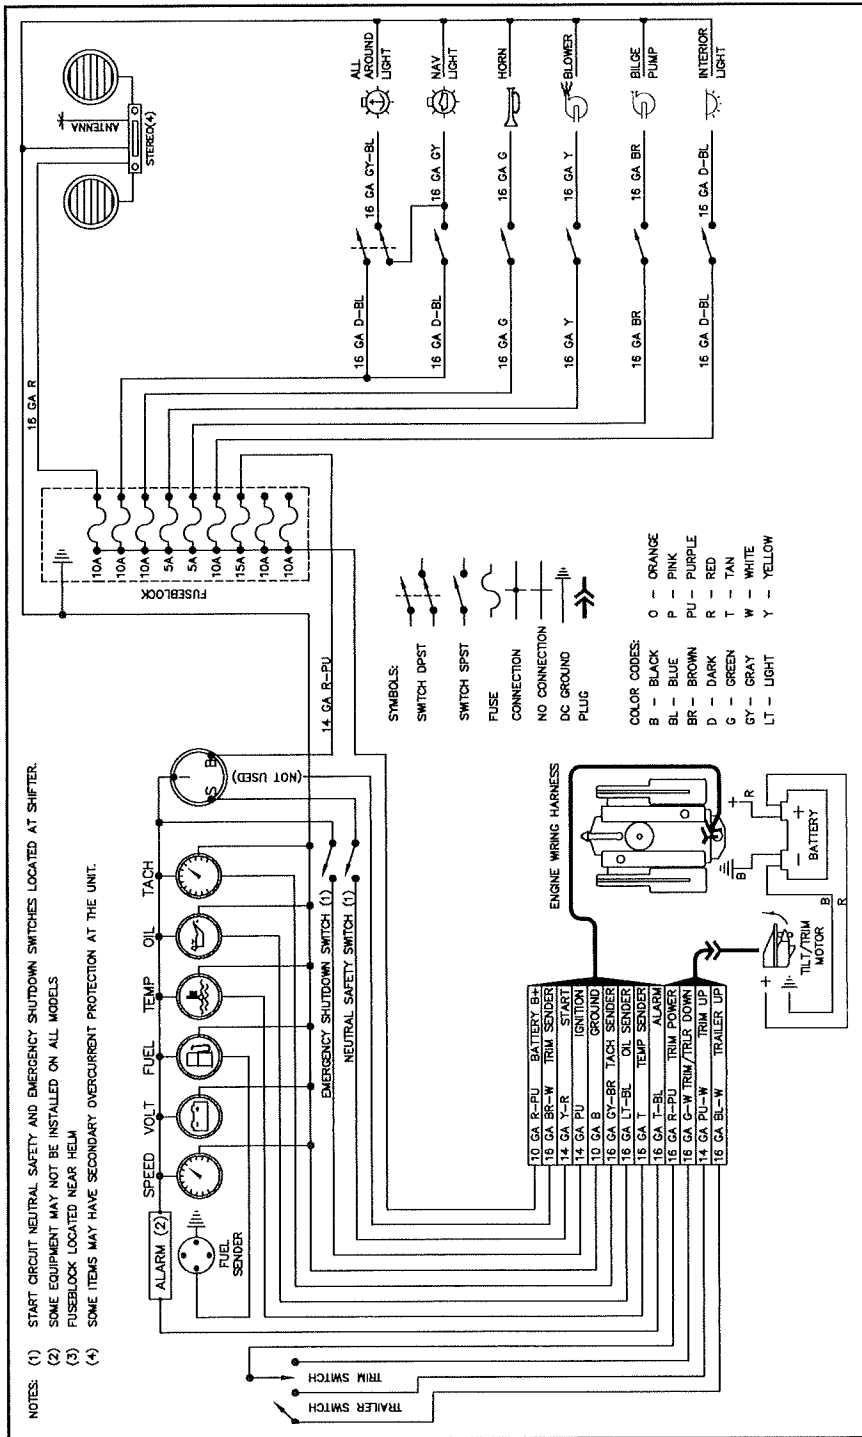 NOTES: (1) START CIRCUIT NEUTRAL SAFETY AND EMERGENCY SHUTDOWN SWITCHES LOCATED AT SHIFTER.
(2) SOME EQUIPMENT MAY NOT BE INSTALLED ON ALL MODELS
(3) FUSEBLOCK LOCATED NEAR HELM
(4) SOME ITEMS MAY HAVE SECONDARY OVERCURRENT PROTECTION AT THE UNIT.
ANTENNA
STEREO(4)
16 GA R
ALL
AROUND
LIGHT
NAV
LIGHT
HORN
BLOWER
BILGE
PUMP
INTERIOR
LIGHT
16 GA GY-BL
16 GA GY
16 GA G
16 GA Y
16 GA BR
16 GA D-BL
16 GA D-BL
16 GA G
16 GA Y
16 GA BR
16 GA D-BL
FUSEBLOCK
10A
10A
10A
5A
5A
10A
15A
10A
10A
14 GA R-PU
ALARM (2)
SPEED
VOLT
FUEL
TEMP
OIL
TACH
I
S
B
(NOT USED)
FUEL
SENDER
EMERGENCY SHUTDOWN SWITCH (1)
NEUTRAL SAFETY SWITCH (1)
TRIM SWITCH
TRAILER SWITCH
SYMBOLS:
SWITCH DPST
SWITCH SPST
FUSE
CONNECTION
NO CONNECTION
DC GROUND
PLUG
COLOR CODES:
B - BLACK O - ORANGE
BL - BLUE P - PINK
BR - BROWN PU - PURPLE
D - DARK R - RED
G - GREEN T - TAN
GY - GRAY W - WHITE
LT - LIGHT Y - YELLOW
10 GA R-PU BATTERY B+
16 GA BR-W TRIM SENDER
14 GA Y-R START
14 GA PU IGNITION
10 GA B GROUND
16 GA GY-BR TACH SENDER
16 GA LT-BL OIL SENDER
16 GA T TEMP SENDER
16 GA T-BL ALARM
16 GA R-PU TRIM POWER
16 GA G-W TRIM/TRLR DOWN
14 GA PU-W TRIM UP
16 GA BL-W TRAILER UP
ENGINE WIRING HARNESS
TILT/TRIM
MOTOR
+
B
R
+
R
B
- +
BATTERY